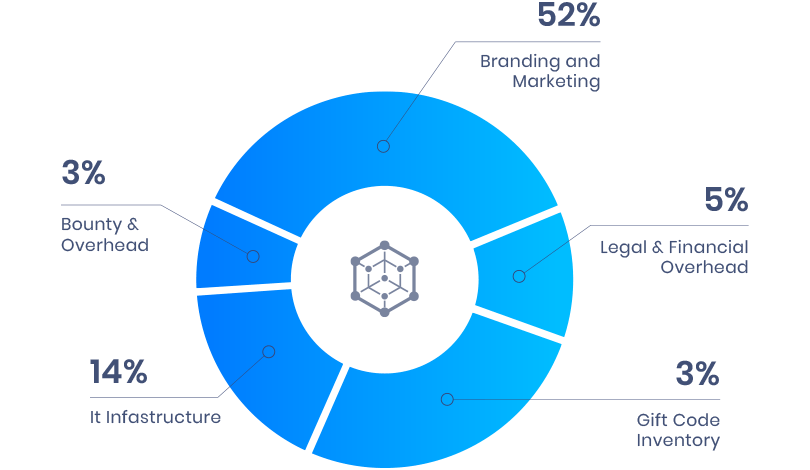 52%
Branding and
Marketing
3%
Bounty &
Overhead
5%
Legal & Financial
Overhead
14%
It Infastructure
3%
Gift Code
Inventory